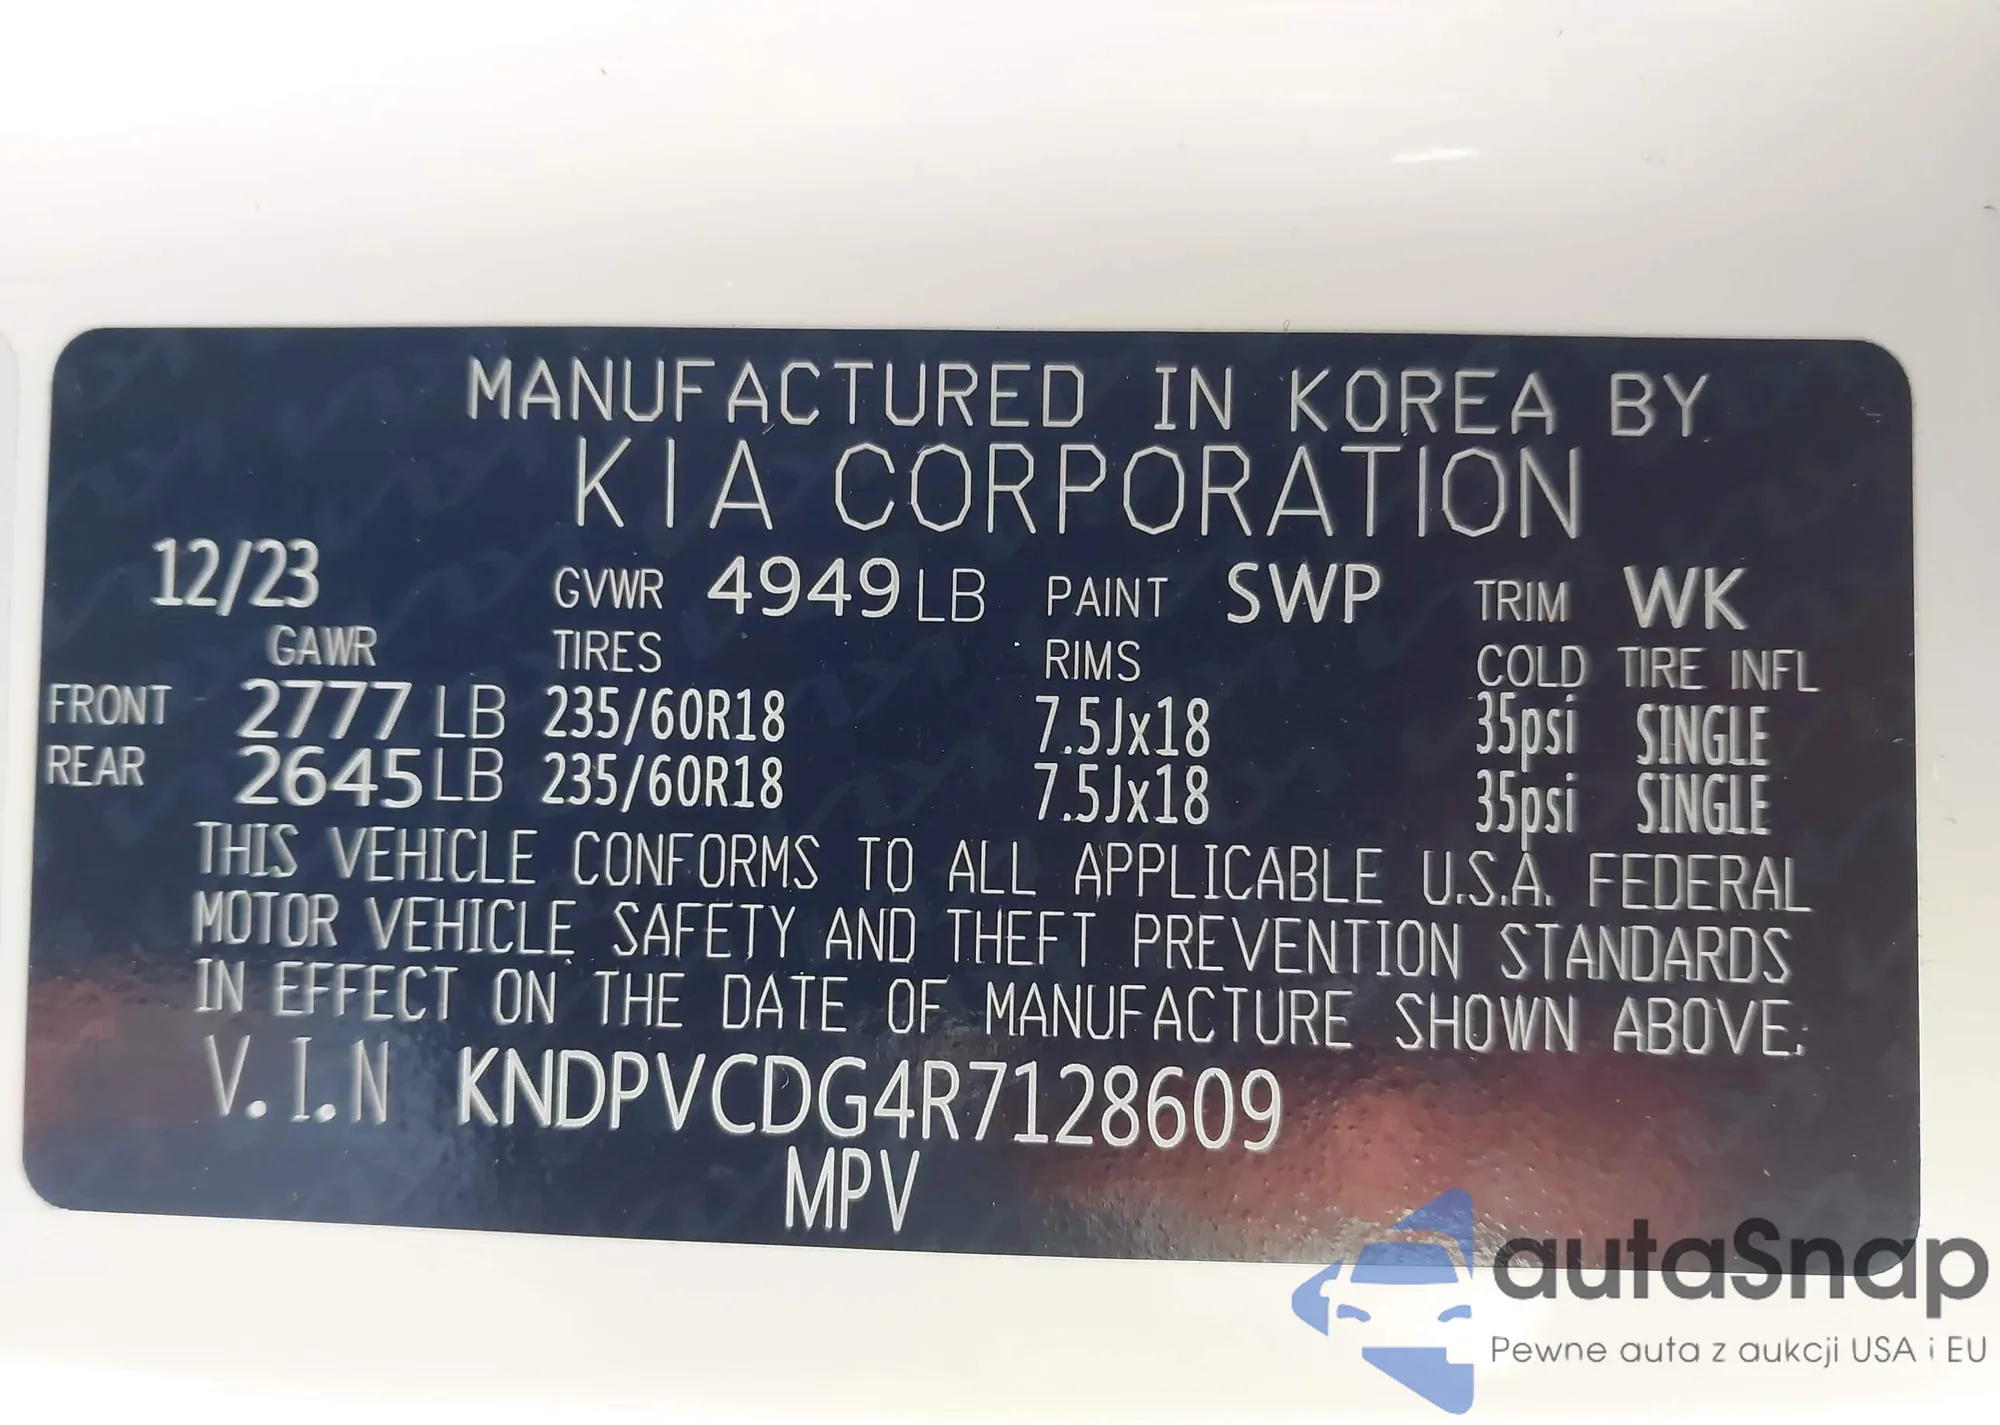 MANUFACTURED IN KOREA BY
KIA CORPORATION
12/23 GVWR 4949 LB PAINT SWP TRIM WK
GAWR TIRES RIMS COLD TIRE INFL
FRONT 2777 LB 235/60R18 7.5Jx18 35psi SINGLE
REAR 2645 LB 235/60R18 7.5Jx18 35psi SINGLE
THIS VEHICLE CONFORMS TO ALL APPLICABLE U.S.A. FEDERAL
MOTOR VEHICLE SAFETY AND THEFT PREVENTION STANDARDS
IN EFFECT ON THE DATE OF MANUFACTURE SHOWN ABOVE.
V.I.N KNDPVCDG4R7128609
MPV
autaSnap
Pewne auta z aukcji USA i EU